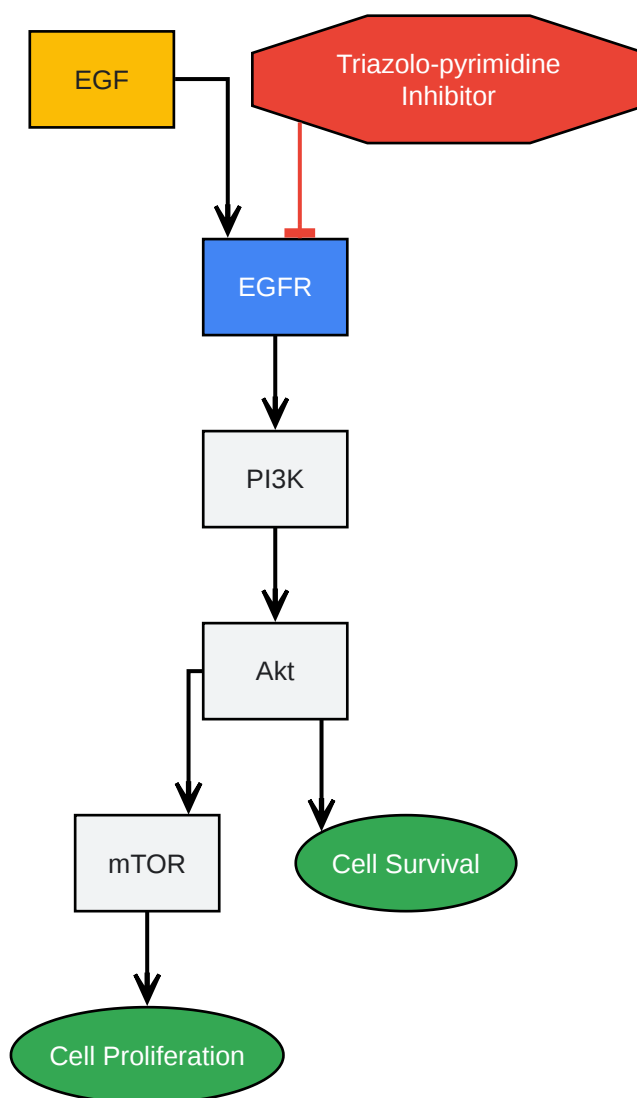 EGF
Triazolo-pyrimidine
Inhibitor
EGFR
PI3K
Akt
mTOR
Cell Survival
Cell Proliferation